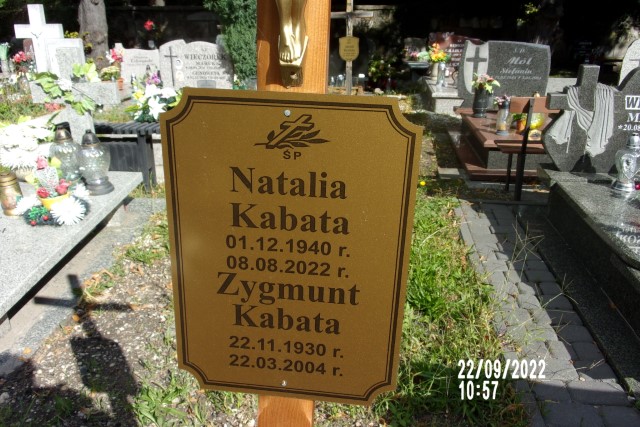 ŚP
Natalia
Kabata
01.12.1940 r.
08.08.2022 r.
Zygmunt
Kabata
22.11.1930 r.
22.03.2004 r.
22/09/2022
10:57